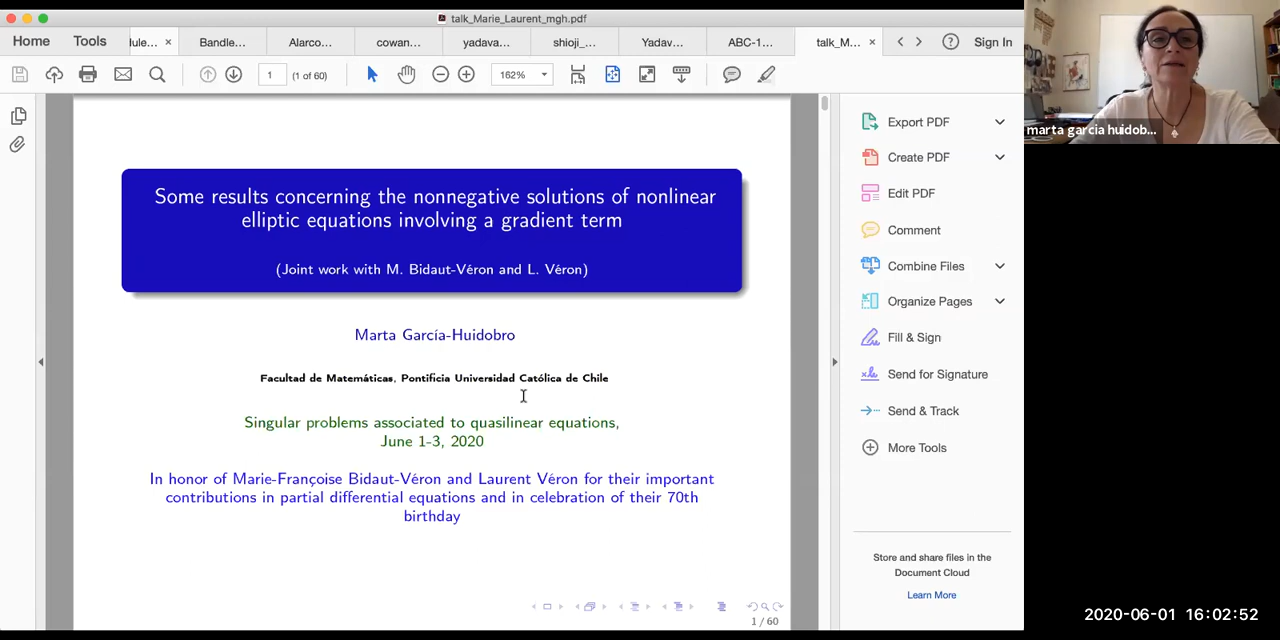 talk_Marie_Laurent_mgh.pdf
Home
Tools
lule...
Bandle...
Alarco...
cowan...
yadava...
shioji_...
Yadav...
ABC-1...
talk_M...
Sign In
1
(1 of 60)
162%
Some results concerning the nonnegative solutions of nonlinear
elliptic equations involving a gradient term
(Joint work with M. Bidaut-Véron and L. Véron)
Marta García-Huidobro
Facultad de Matemáticas, Pontificia Universidad Católica de Chile
Singular problems associated to quasilinear equations,
June 1-3, 2020
In honor of Marie-Françoise Bidaut-Véron and Laurent Véron for their important
contributions in partial differential equations and in celebration of their 70th
birthday
1 / 60
Export PDF
Create PDF
Edit PDF
Comment
Combine Files
Organize Pages
Fill & Sign
Send for Signature
Send & Track
More Tools
Store and share files in the
Document Cloud
Learn More
marta garcia huidob...
2020-06-01 16:02:52